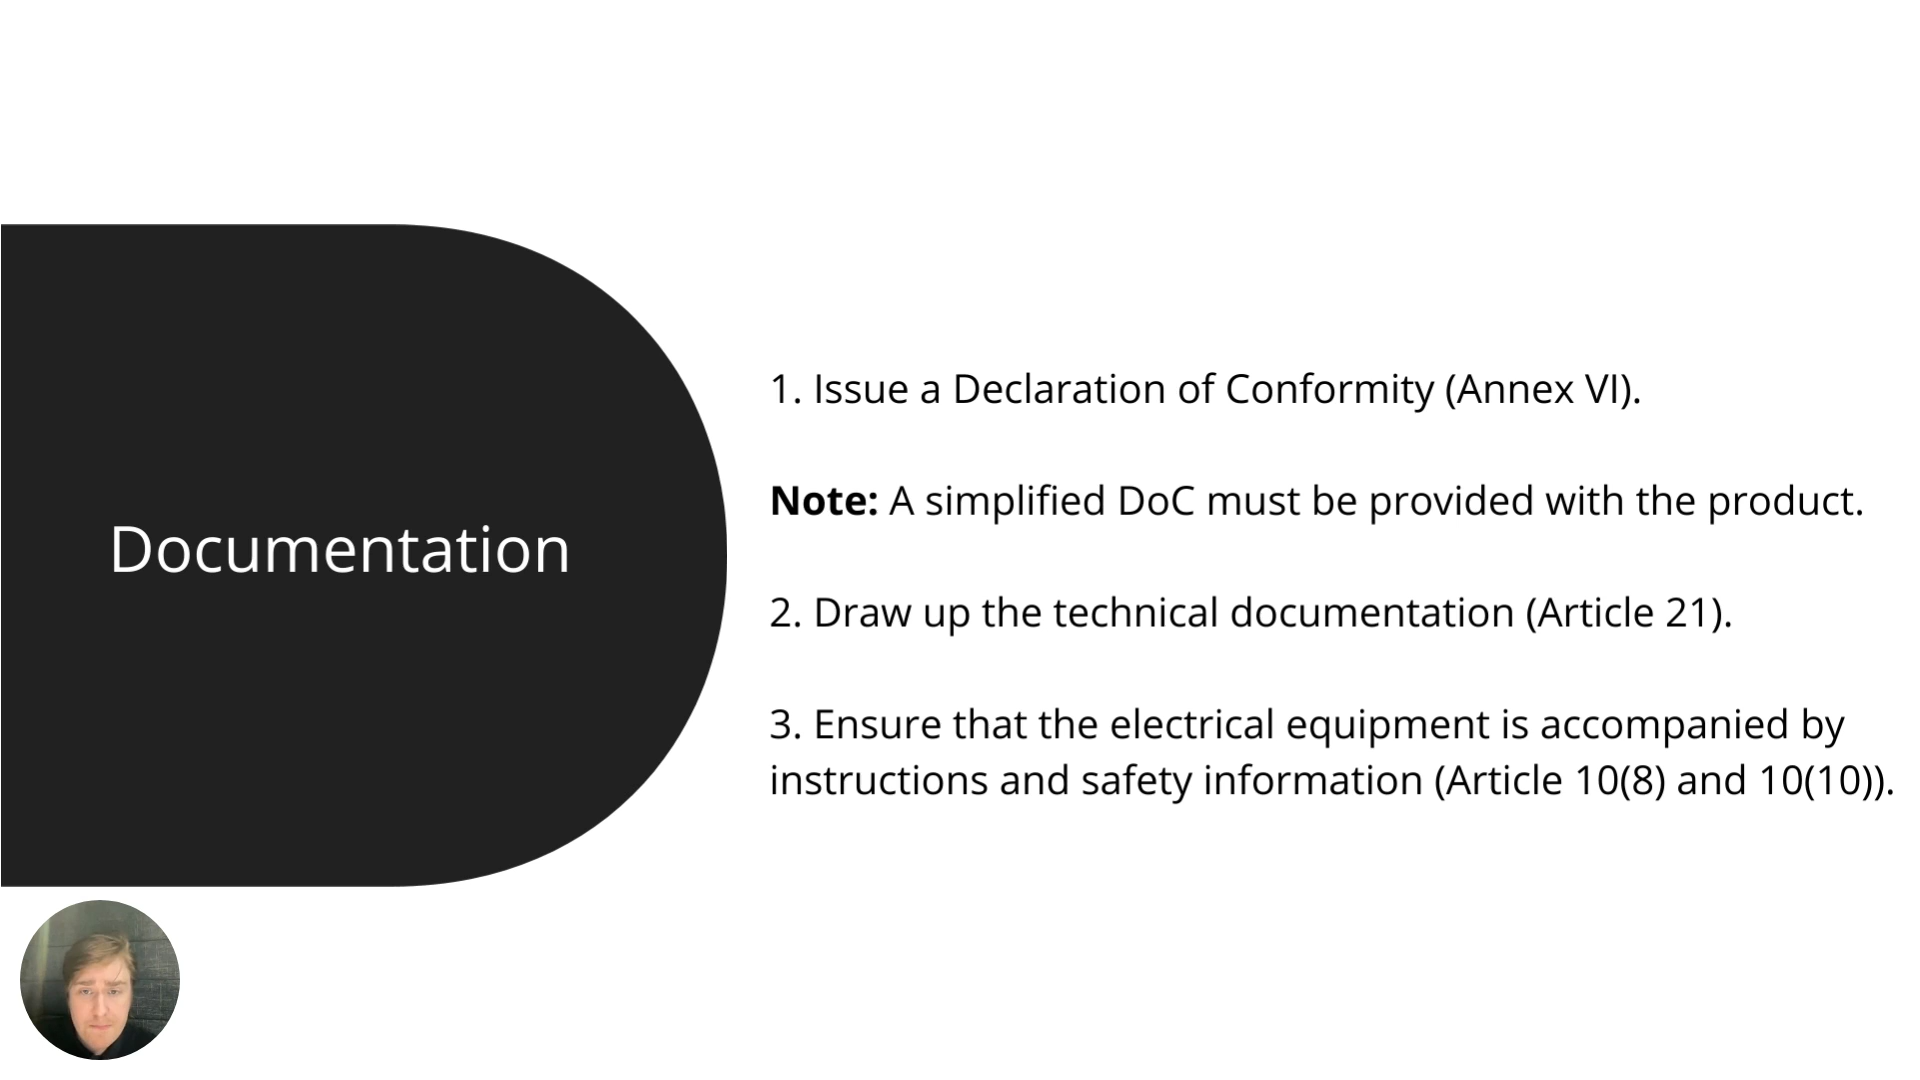 Documentation
1. Issue a Declaration of Conformity (Annex VI).
Note: A simplified DoC must be provided with the product.
2. Draw up the technical documentation (Article 21).
3. Ensure that the electrical equipment is accompanied by
instructions and safety information (Article 10(8) and 10(10)).